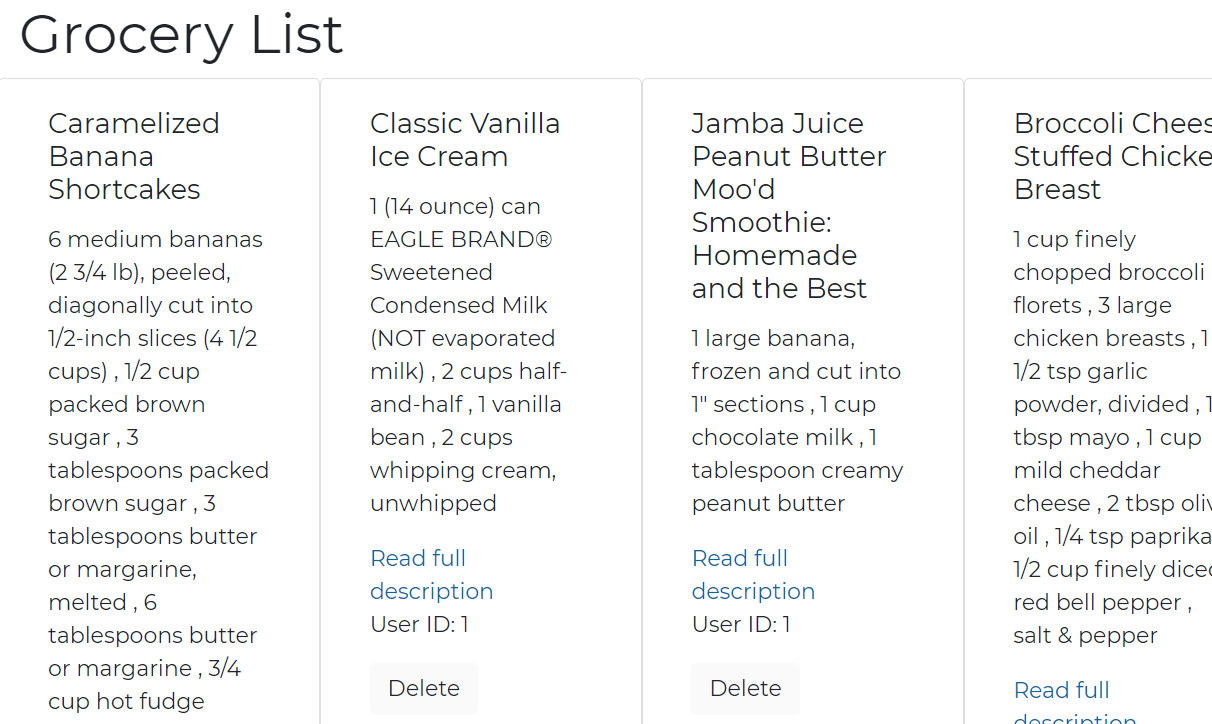 Grocery List
Caramelized
Banana
Shortcakes
6 medium bananas
(2 3/4 lb), peeled,
diagonally cut into
1/2-inch slices (4 1/2
cups) , 1/2 cup
packed brown
sugar , 3
tablespoons packed
brown sugar , 3
tablespoons butter
or margarine,
melted , 6
tablespoons butter
or margarine , 3/4
cup hot fudge
Classic Vanilla
Ice Cream
1 (14 ounce) can
EAGLE BRAND®
Sweetened
Condensed Milk
(NOT evaporated
milk) , 2 cups half-
and-half , 1 vanilla
bean , 2 cups
whipping cream,
unwhipped
Read full
description
User ID: 1
Delete
Jamba Juice
Peanut Butter
Moo'd
Smoothie:
Homemade
and the Best
1 large banana,
frozen and cut into
1" sections , 1 cup
chocolate milk , 1
tablespoon creamy
peanut butter
Read full
description
User ID: 1
Delete
Broccoli Chees
Stuffed Chicke
Breast
1 cup finely
chopped broccoli
florets , 3 large
chicken breasts , 1
1/2 tsp garlic
powder, divided , 1
tbsp mayo , 1 cup
mild cheddar
cheese , 2 tbsp oliv
oil , 1/4 tsp paprika
1/2 cup finely diced
red bell pepper ,
salt & pepper
Read full
description